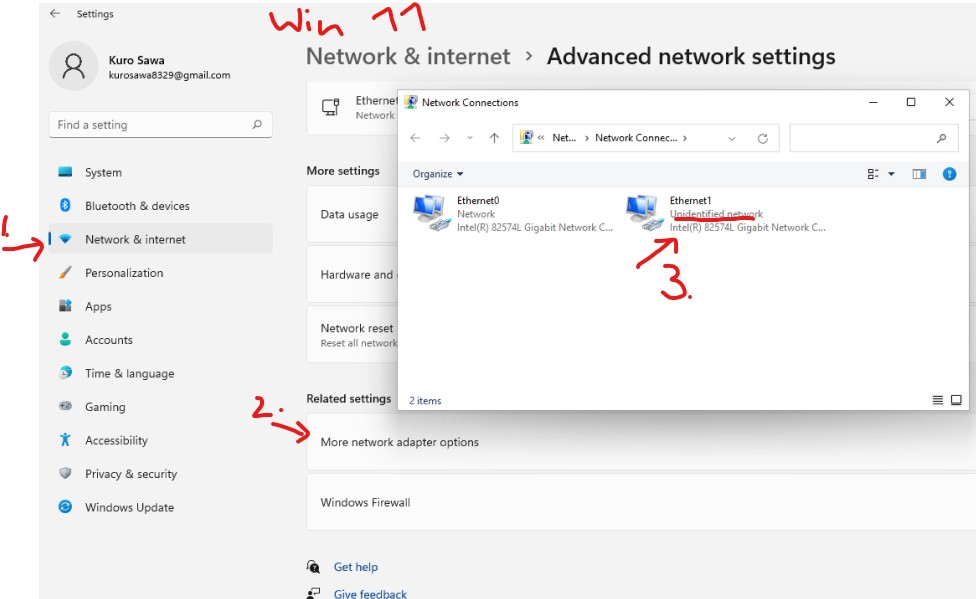 Settings
Win 11
Kuro Sawa
kurosawa8329@gmail.com
Network & internet › Advanced network settings
Find a setting
Ethernet
Network
System
Bluetooth & devices
1.
Network & internet
Personalization
Apps
Accounts
Time & language
Gaming
Accessibility
Privacy & security
Windows Update
More settings
Data usage
Hardware and
Network reset
Reset all network
Related settings
2.
More network adapter options
Windows Firewall
Get help
Give feedback
Network Connections
« Net... › Network Connec... ›
Organize
Ethernet0
Network
Intel(R) 82574L Gigabit Network C...
Ethernet1
Unidentified network
Intel(R) 82574L Gigabit Network C...
3.
2 items